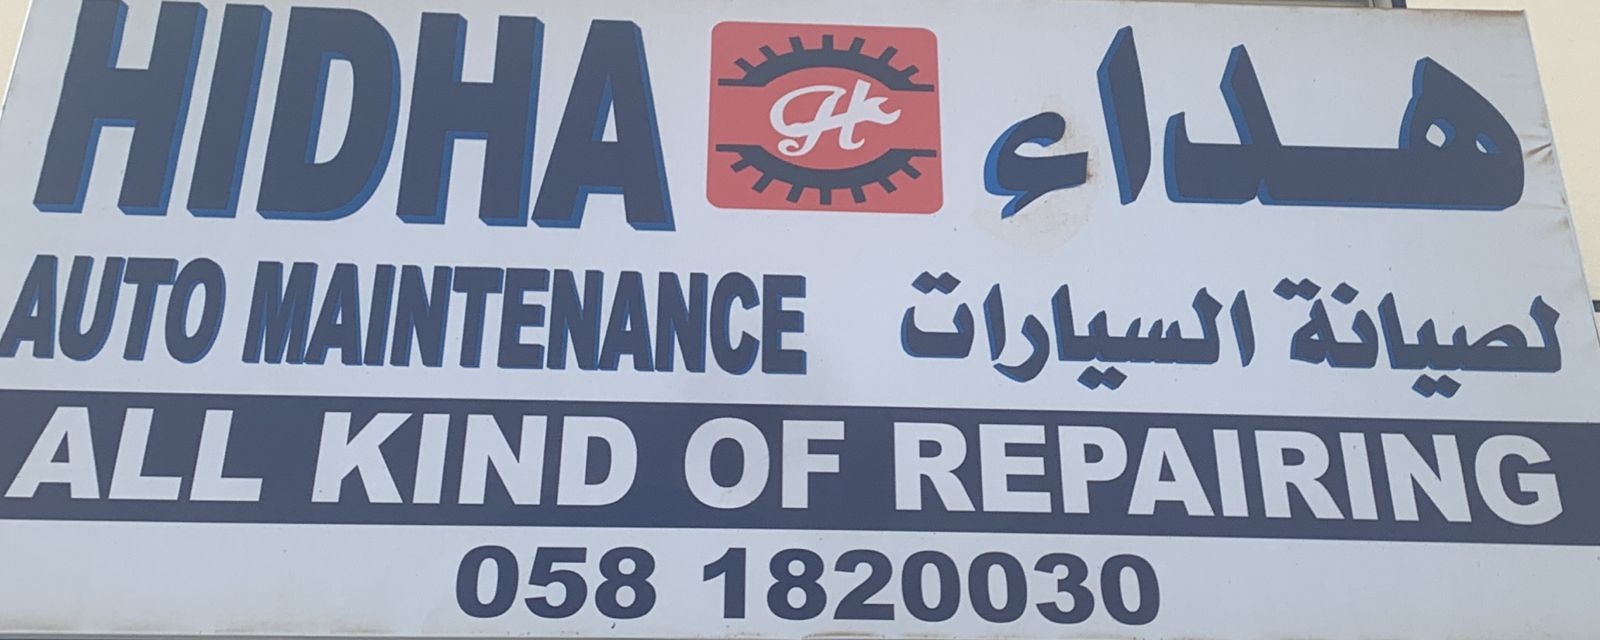 HIDHA هداء
AUTO MAINTENANCE لصيانة السيارات
ALL KIND OF REPAIRING
058 1820030